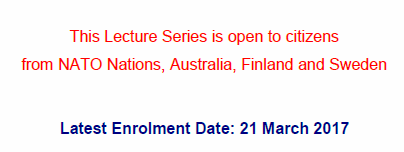 This Lecture Series is open to citizens
from NATO Nations, Australia, Finland and Sweden
Latest Enrolment Date: 21 March 2017